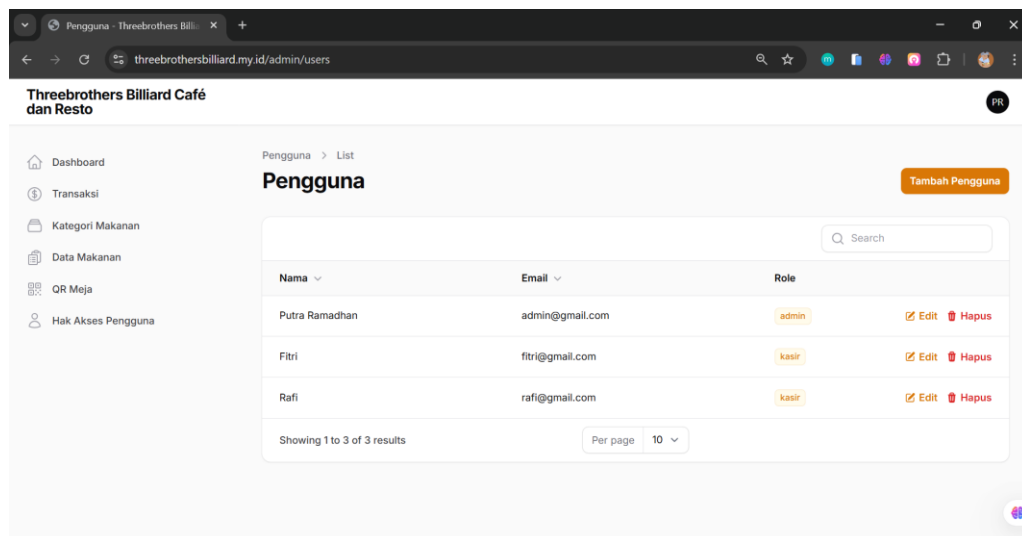 Pengguna - Threebrothers Billi
threebrothersbilliard.my.id/admin/users
Threebrothers Billiard Café
dan Resto
PR
Dashboard
Transaksi
Kategori Makanan
Data Makanan
QR Meja
Hak Akses Pengguna
Pengguna > List
Pengguna
Tambah Pengguna
Search
Nama Email Role
Putra Ramadhan admin@gmail.com admin Edit Hapus
Fitri fitri@gmail.com kasir Edit Hapus
Rafi rafi@gmail.com kasir Edit Hapus
Showing 1 to 3 of 3 results Per page 10